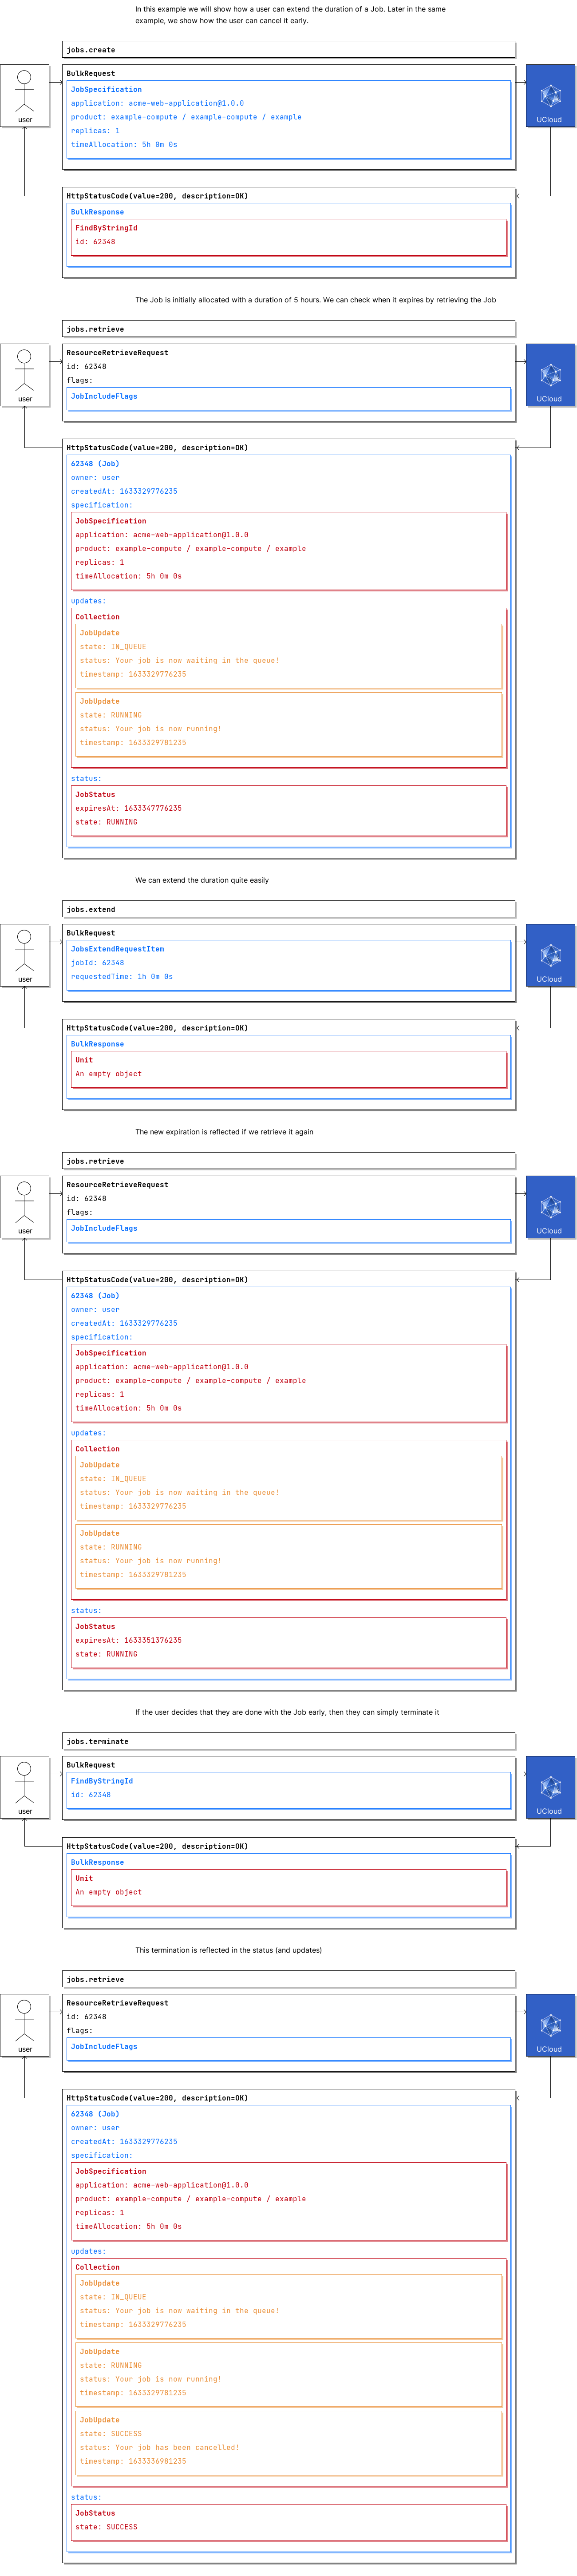 In this example we will show how a user can extend the duration of a Job. Later in the same
example, we show how the user can cancel it early.
jobs.create
user
BulkRequest
JobSpecification
application: acme-web-application@1.0.0
product: example-compute / example-compute / example
replicas: 1
timeAllocation: 5h 0m 0s
UCloud
HttpStatusCode(value=200, description=OK)
BulkResponse
FindByStringId
id: 62348
The Job is initially allocated with a duration of 5 hours. We can check when it expires by retrieving the Job
jobs.retrieve
user
ResourceRetrieveRequest
id: 62348
flags:
JobIncludeFlags
UCloud
HttpStatusCode(value=200, description=OK)
62348 (Job)
owner: user
createdAt: 1633329776235
specification:
JobSpecification
application: acme-web-application@1.0.0
product: example-compute / example-compute / example
replicas: 1
timeAllocation: 5h 0m 0s
updates:
Collection
JobUpdate
state: IN_QUEUE
status: Your job is now waiting in the queue!
timestamp: 1633329776235
JobUpdate
state: RUNNING
status: Your job is now running!
timestamp: 1633329781235
status:
JobStatus
expiresAt: 1633347776235
state: RUNNING
We can extend the duration quite easily
jobs.extend
user
BulkRequest
JobsExtendRequestItem
jobId: 62348
requestedTime: 1h 0m 0s
UCloud
HttpStatusCode(value=200, description=OK)
BulkResponse
Unit
An empty object
The new expiration is reflected if we retrieve it again
jobs.retrieve
user
ResourceRetrieveRequest
id: 62348
flags:
JobIncludeFlags
UCloud
HttpStatusCode(value=200, description=OK)
62348 (Job)
owner: user
createdAt: 1633329776235
specification:
JobSpecification
application: acme-web-application@1.0.0
product: example-compute / example-compute / example
replicas: 1
timeAllocation: 5h 0m 0s
updates:
Collection
JobUpdate
state: IN_QUEUE
status: Your job is now waiting in the queue!
timestamp: 1633329776235
JobUpdate
state: RUNNING
status: Your job is now running!
timestamp: 1633329781235
status:
JobStatus
expiresAt: 1633351376235
state: RUNNING
If the user decides that they are done with the Job early, then they can simply terminate it
jobs.terminate
user
BulkRequest
FindByStringId
id: 62348
UCloud
HttpStatusCode(value=200, description=OK)
BulkResponse
Unit
An empty object
This termination is reflected in the status (and updates)
jobs.retrieve
user
ResourceRetrieveRequest
id: 62348
flags:
JobIncludeFlags
UCloud
HttpStatusCode(value=200, description=OK)
62348 (Job)
owner: user
createdAt: 1633329776235
specification:
JobSpecification
application: acme-web-application@1.0.0
product: example-compute / example-compute / example
replicas: 1
timeAllocation: 5h 0m 0s
updates:
Collection
JobUpdate
state: IN_QUEUE
status: Your job is now waiting in the queue!
timestamp: 1633329776235
JobUpdate
state: RUNNING
status: Your job is now running!
timestamp: 1633329781235
JobUpdate
state: SUCCESS
status: Your job has been cancelled!
timestamp: 1633336981235
status:
JobStatus
state: SUCCESS